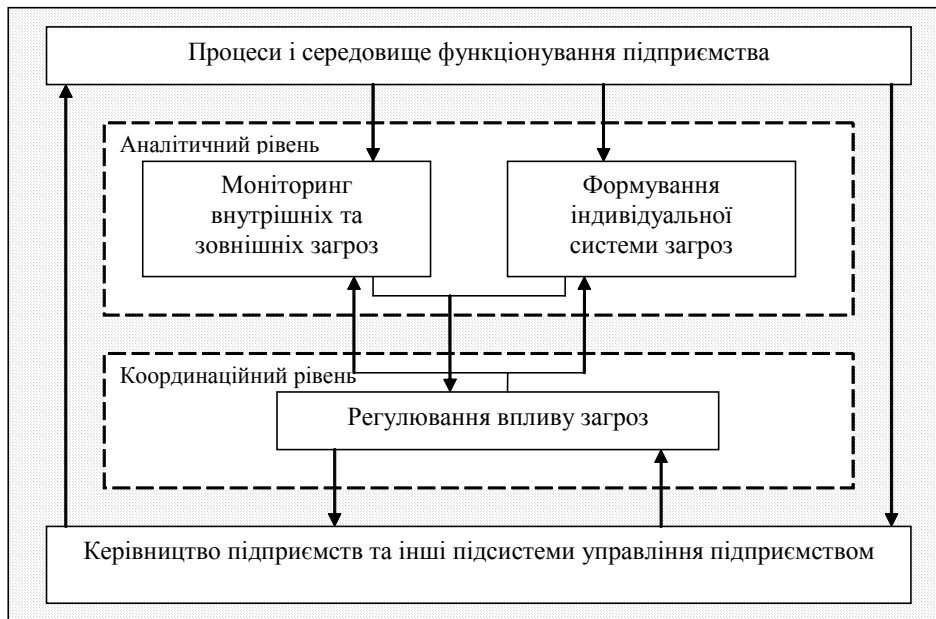 Процеси і середовище функціонування підприємства
Аналітичний рівень
Моніторинг
внутрішніх та
зовнішніх загроз
Формування
індивідуальної
системи загроз
Координаційний рівень
Регулювання впливу загроз
Керівництво підприємств та інші підсистеми управління підприємством